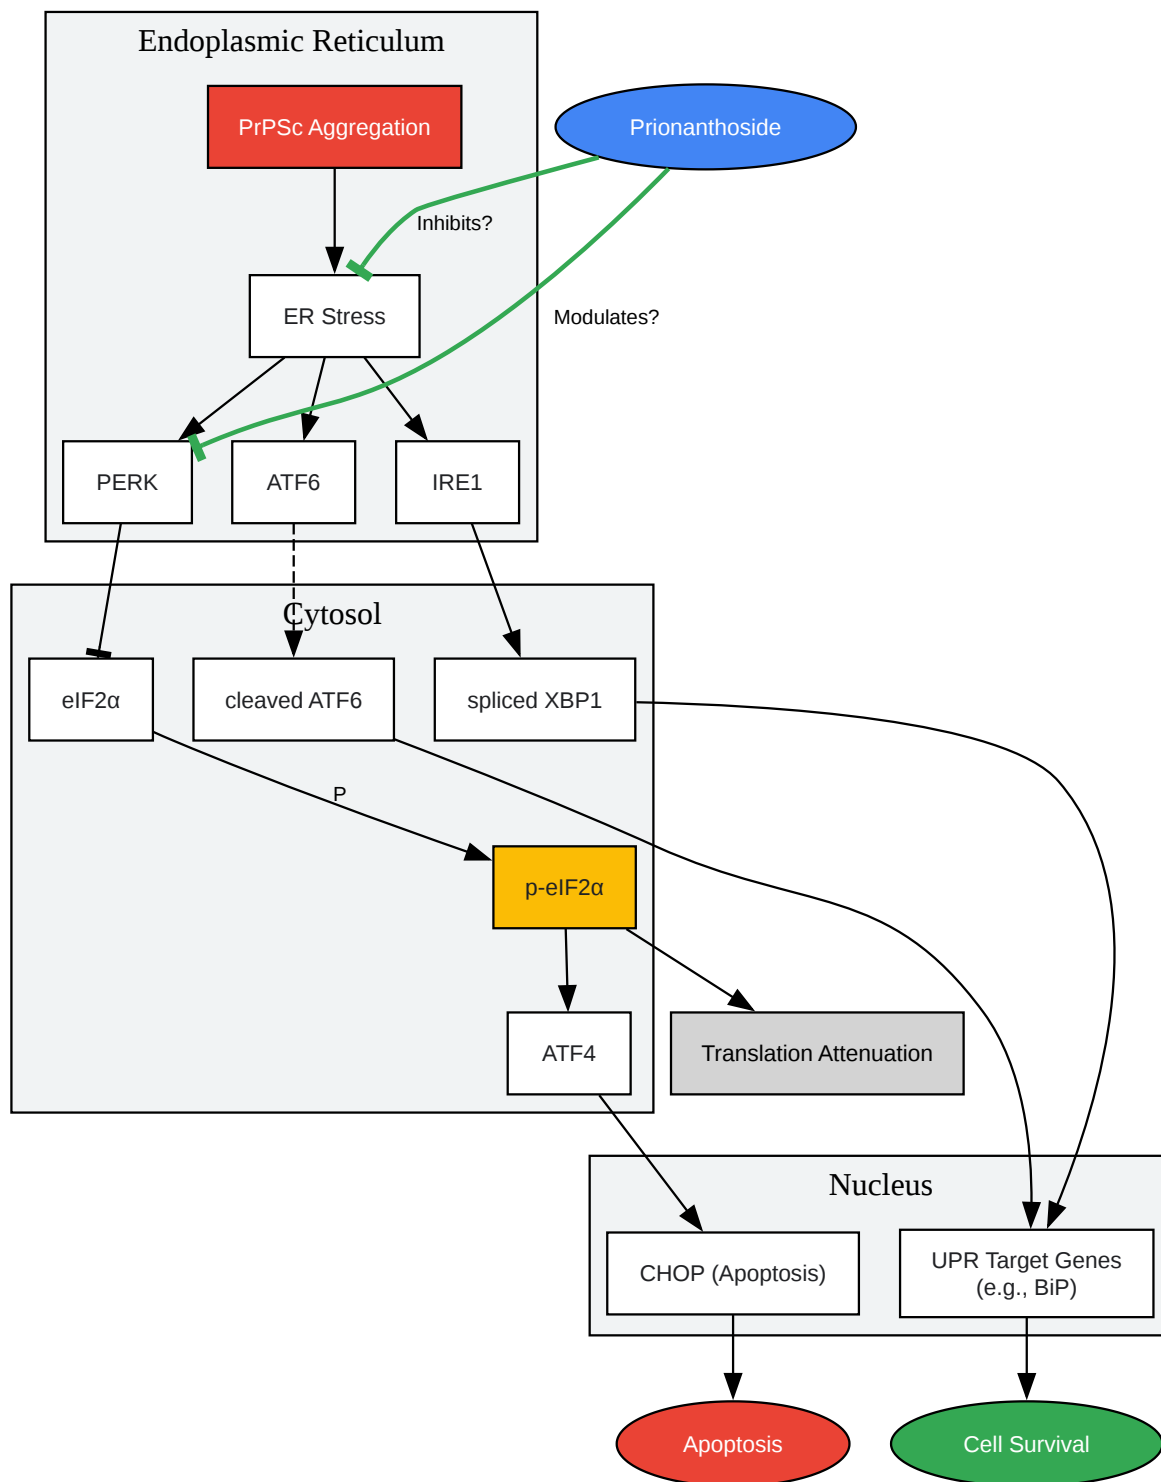 Endoplasmic Reticulum
PrPSc Aggregation
Prionanthoside
Inhibits?
ER Stress
Modulates?
PERK
ATF6
IRE1
Cytosol
eIF2α
cleaved ATF6
spliced XBP1
P
p-eIF2α
ATF4
Translation Attenuation
Nucleus
CHOP (Apoptosis)
UPR Target Genes
(e.g., BiP)
Apoptosis
Cell Survival